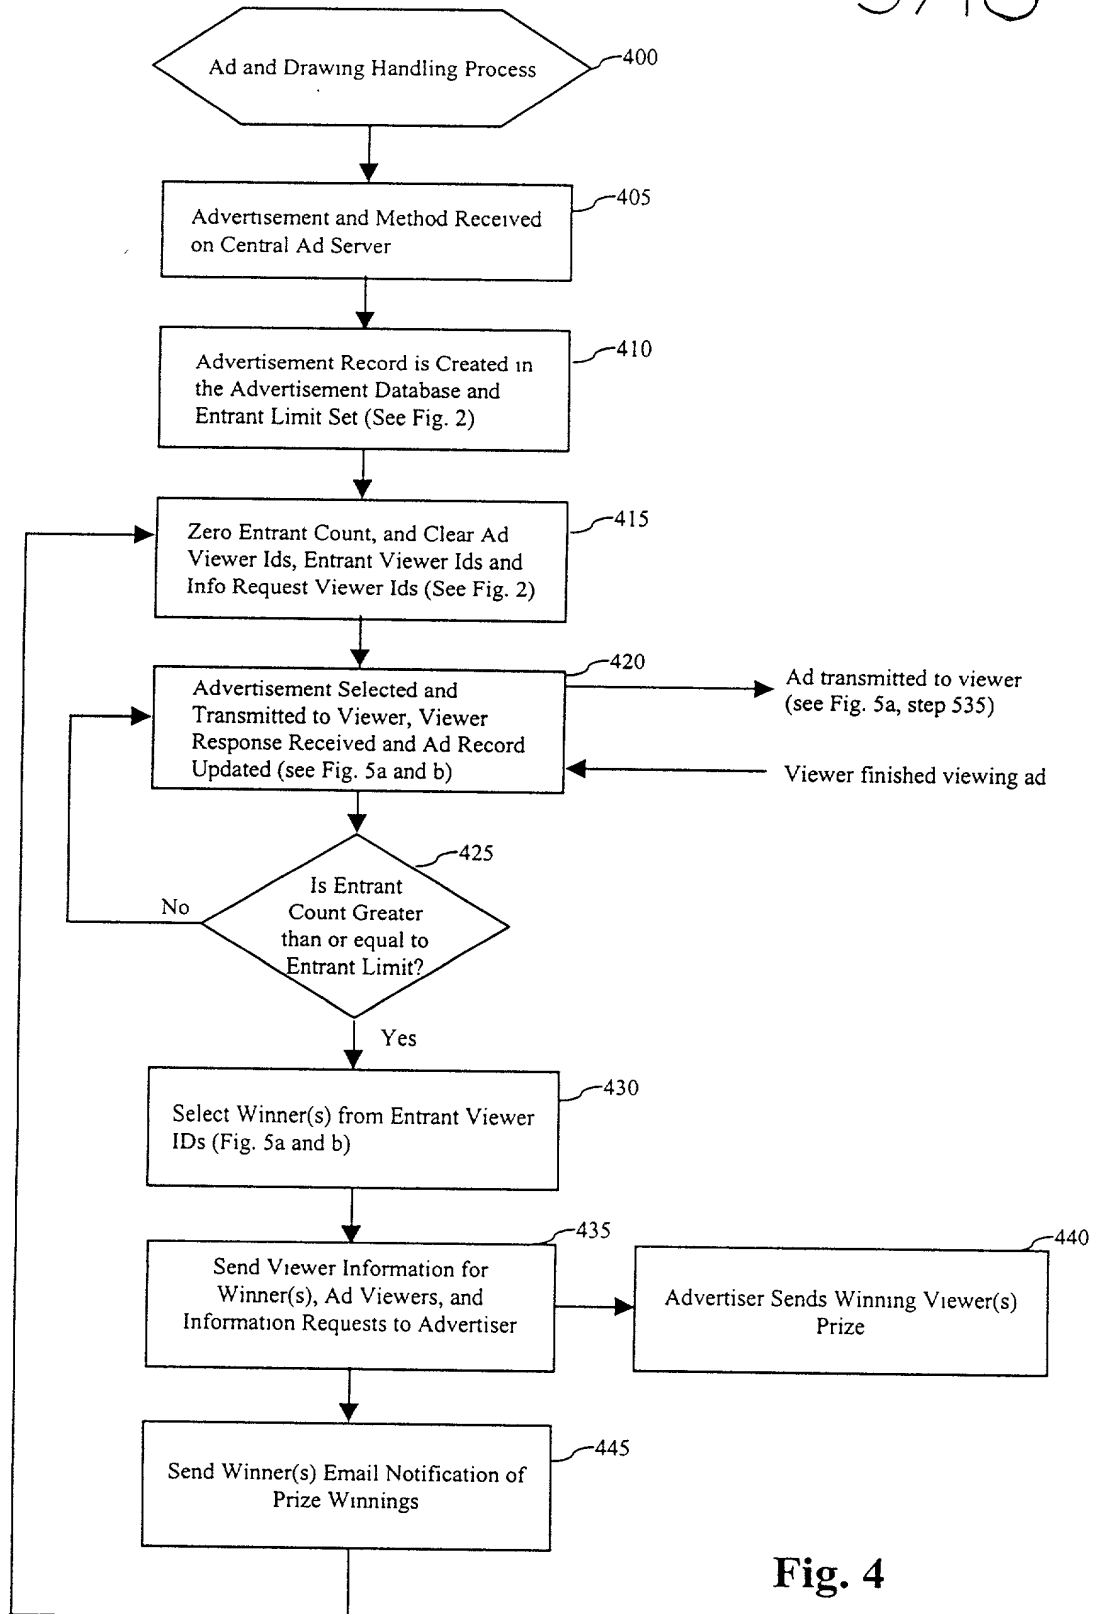 Ad and Drawing Handling Process
400
405
Advertisement and Method Received
on Central Ad Server
410
Advertisement Record is Created in
the Advertisement Database and
Entrant Limit Set (See Fig. 2)
415
Zero Entrant Count, and Clear Ad
Viewer Ids, Entrant Viewer Ids and
Info Request Viewer Ids (See Fig. 2)
420
Advertisement Selected and
Transmitted to Viewer, Viewer
Response Received and Ad Record
Updated (see Fig. 5a and b)
Ad transmitted to viewer
(see Fig. 5a, step 535)
Viewer finished viewing ad
425
Is Entrant
Count Greater
than or equal to
Entrant Limit?
No
Yes
430
Select Winner(s) from Entrant Viewer
IDs (Fig. 5a and b)
435
Send Viewer Information for
Winner(s), Ad Viewers, and
Information Requests to Advertiser
440
Advertiser Sends Winning Viewer(s)
Prize
445
Send Winner(s) Email Notification of
Prize Winnings
Fig. 4